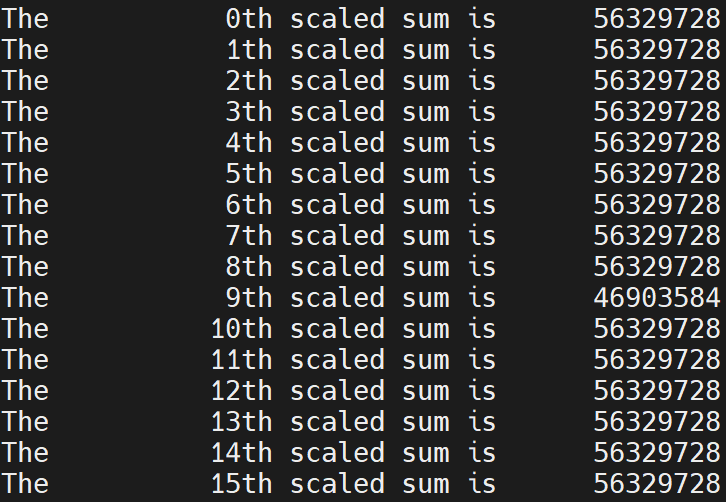 The           0th scaled sum is      56329728
The           1th scaled sum is      56329728
The           2th scaled sum is      56329728
The           3th scaled sum is      56329728
The           4th scaled sum is      56329728
The           5th scaled sum is      56329728
The           6th scaled sum is      56329728
The           7th scaled sum is      56329728
The           8th scaled sum is      56329728
The           9th scaled sum is      46903584
The          10th scaled sum is      56329728
The          11th scaled sum is      56329728
The          12th scaled sum is      56329728
The          13th scaled sum is      56329728
The          14th scaled sum is      56329728
The          15th scaled sum is      56329728